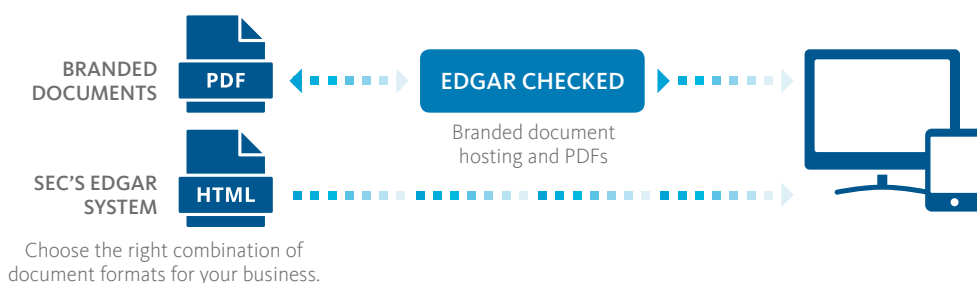 BRANDED
DOCUMENTS
PDF
EDGAR CHECKED
Branded document
hosting and PDFs
SEC’S EDGAR
SYSTEM
HTML
Choose the right combination of
document formats for your business.